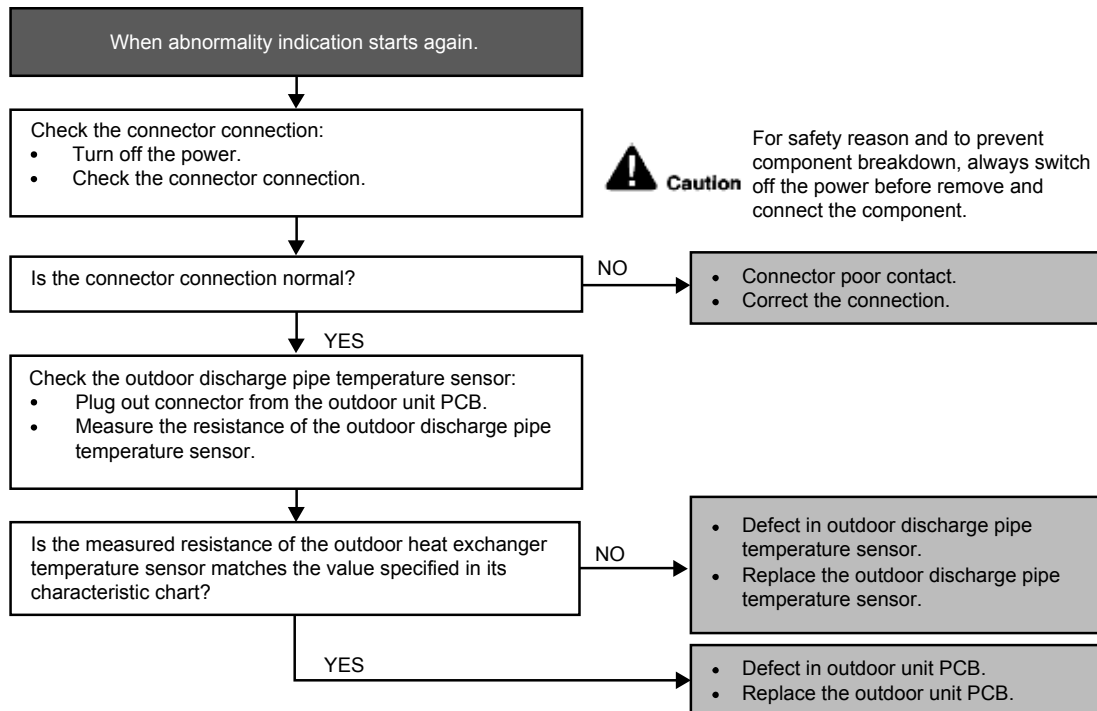 When abnormality indication starts again.
Check the connector connection:
• Turn off the power.
• Check the connector connection.
Caution
For safety reason and to prevent
component breakdown, always switch
off the power before remove and
connect the component.
Is the connector connection normal?
NO
• Connector poor contact.
• Correct the connection.
YES
Check the outdoor discharge pipe temperature sensor:
• Plug out connector from the outdoor unit PCB.
• Measure the resistance of the outdoor discharge pipe
temperature sensor.
Is the measured resistance of the outdoor heat exchanger
temperature sensor matches the value specified in its
characteristic chart?
NO
• Defect in outdoor discharge pipe
temperature sensor.
• Replace the outdoor discharge pipe
temperature sensor.
YES
• Defect in outdoor unit PCB.
• Replace the outdoor unit PCB.